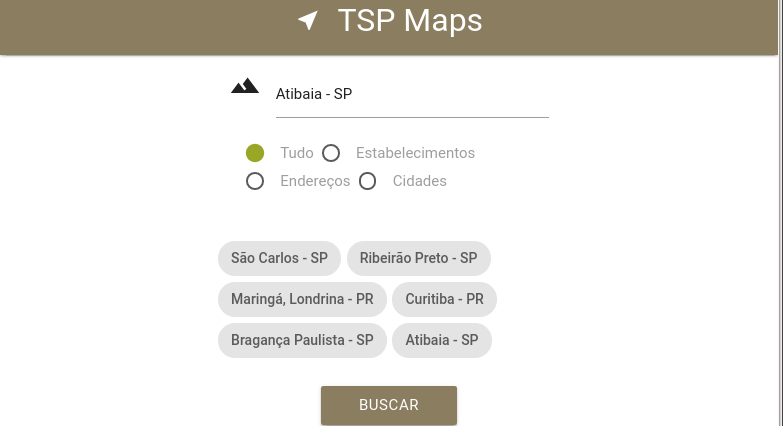 TSP Maps
Atibaia - SP
Tudo Estabelecimentos
Endereços Cidades
São Carlos - SP Ribeirão Preto - SP
Maringá, Londrina - PR Curitiba - PR
Bragança Paulista - SP Atibaia - SP
BUSCAR